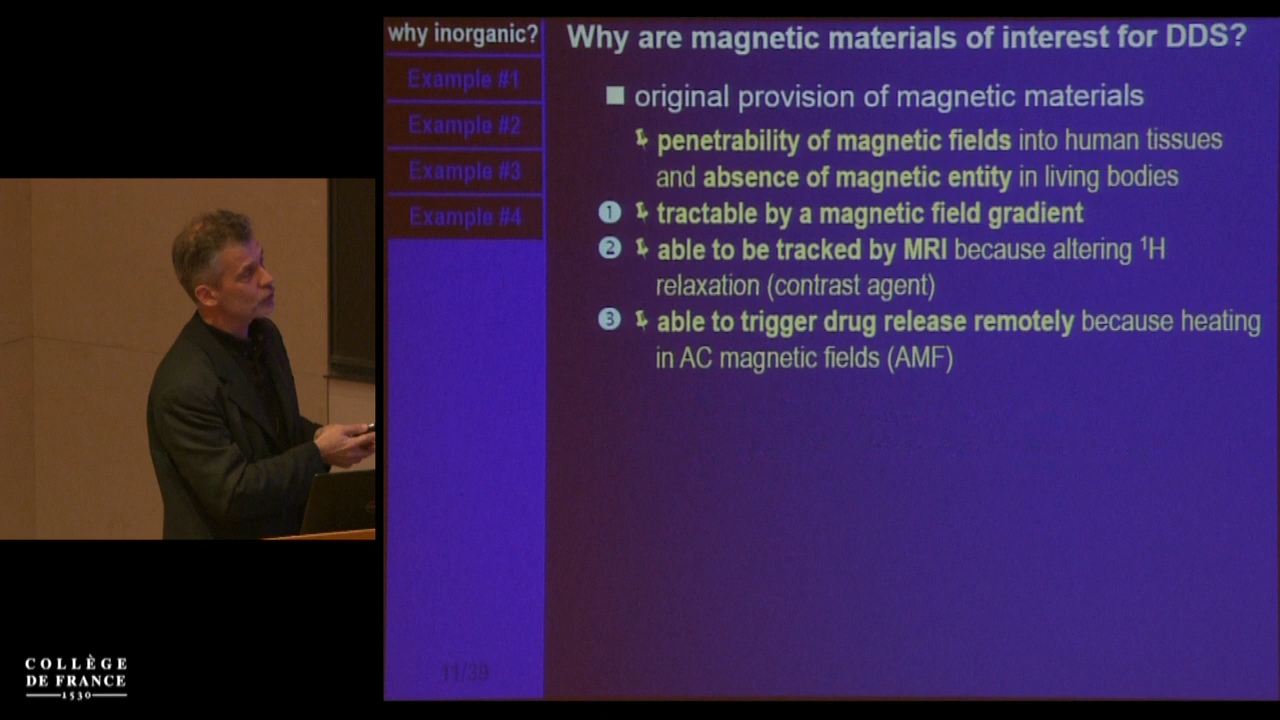 why inorganic?
Example #1
Example #2
Example #3
Example #4
11/39
Why are magnetic materials of interest for DDS?
original provision of magnetic materials
penetrability of magnetic fields into human tissues
and absence of magnetic entity in living bodies
1 tractable by a magnetic field gradient
2 able to be tracked by MRI because altering ¹H
relaxation (contrast agent)
3 able to trigger drug release remotely because heating
in AC magnetic fields (AMF)
COLLÈGE
DE FRANCE
1530